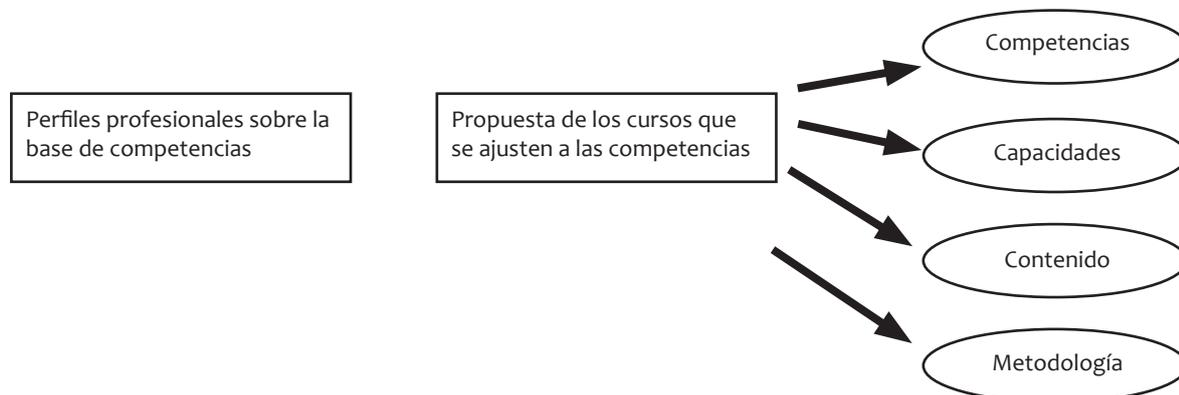 Competencias
Perfiles profesionales sobre la
base de competencias
Propuesta de los cursos que
se ajusten a las competencias
Capacidades
Contenido
Metodología